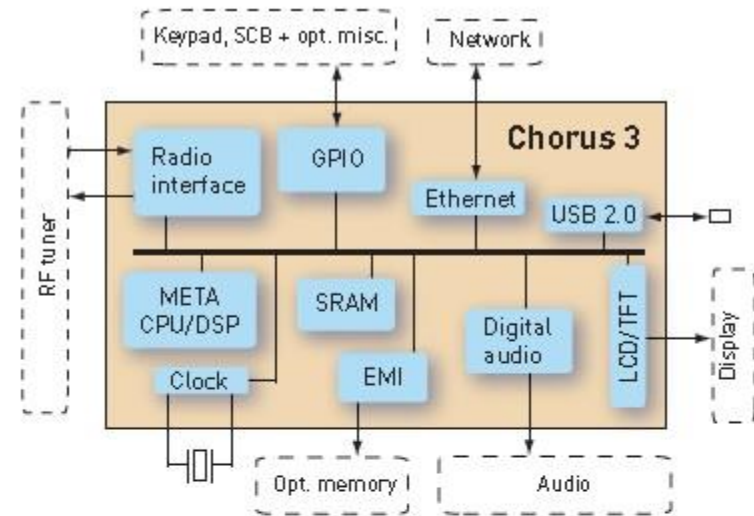 Keypad, SCB + opt. misc.
Network
Chorus 3
Radio
interface
GPIO
Ethernet
USB 2.0
RF tuner
META
CPU/DSP
SRAM
Digital
audio
LCD/TFT
Display
Clock
EMI
Opt. memory
Audio